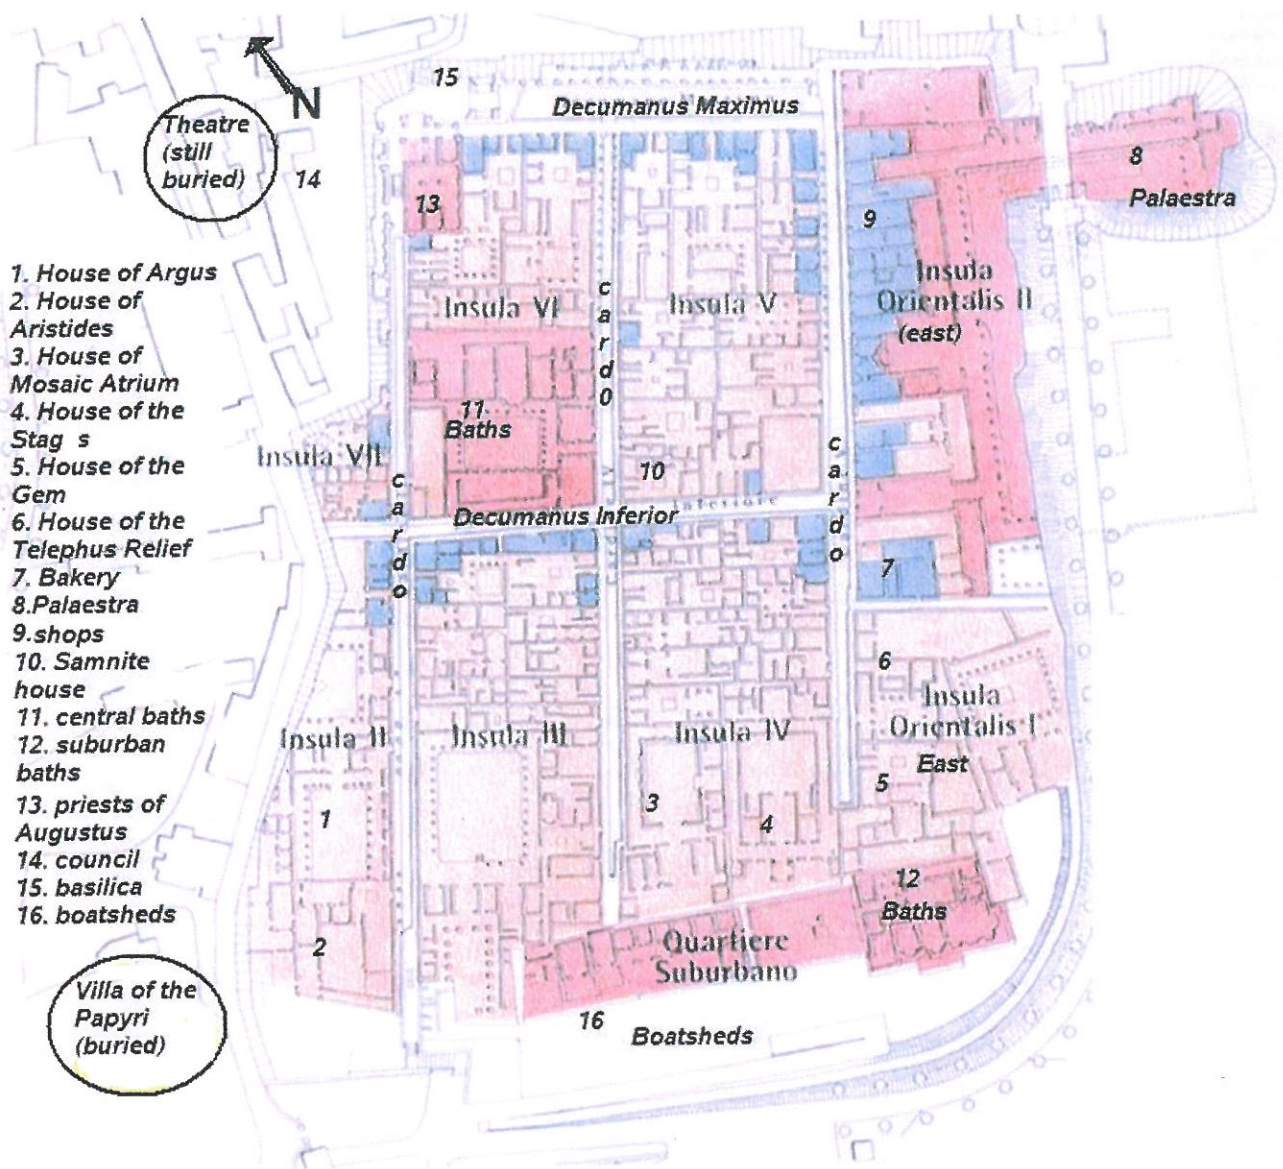 N
15
Decumanus Maximus
Theatre
(still
buried)
14
8
Palaestra
13
9
Insula
Orientalis II
(east)
Insula VI
cardo
Insula V
1. House of Argus
2. House of
Aristides
3. House of
Mosaic Atrium
4. House of the
Stag s
5. House of the
Gem
6. House of the
Telephus Relief
7. Bakery
8.Palaestra
9.shops
10. Samnite
house
11. central baths
12. suburban
baths
13. priests of
Augustus
14. council
15. basilica
16. boatsheds
11
Baths
Insula VII
10
cardo
cardo
Decumanus Inferior
7
6
Insula
Orientalis I
East
5
Insula II
Insula III
Insula IV
1
3
4
2
12
Baths
Quartiere
Suburbano
16
Boatsheds
Villa of the
Papyri
(buried)